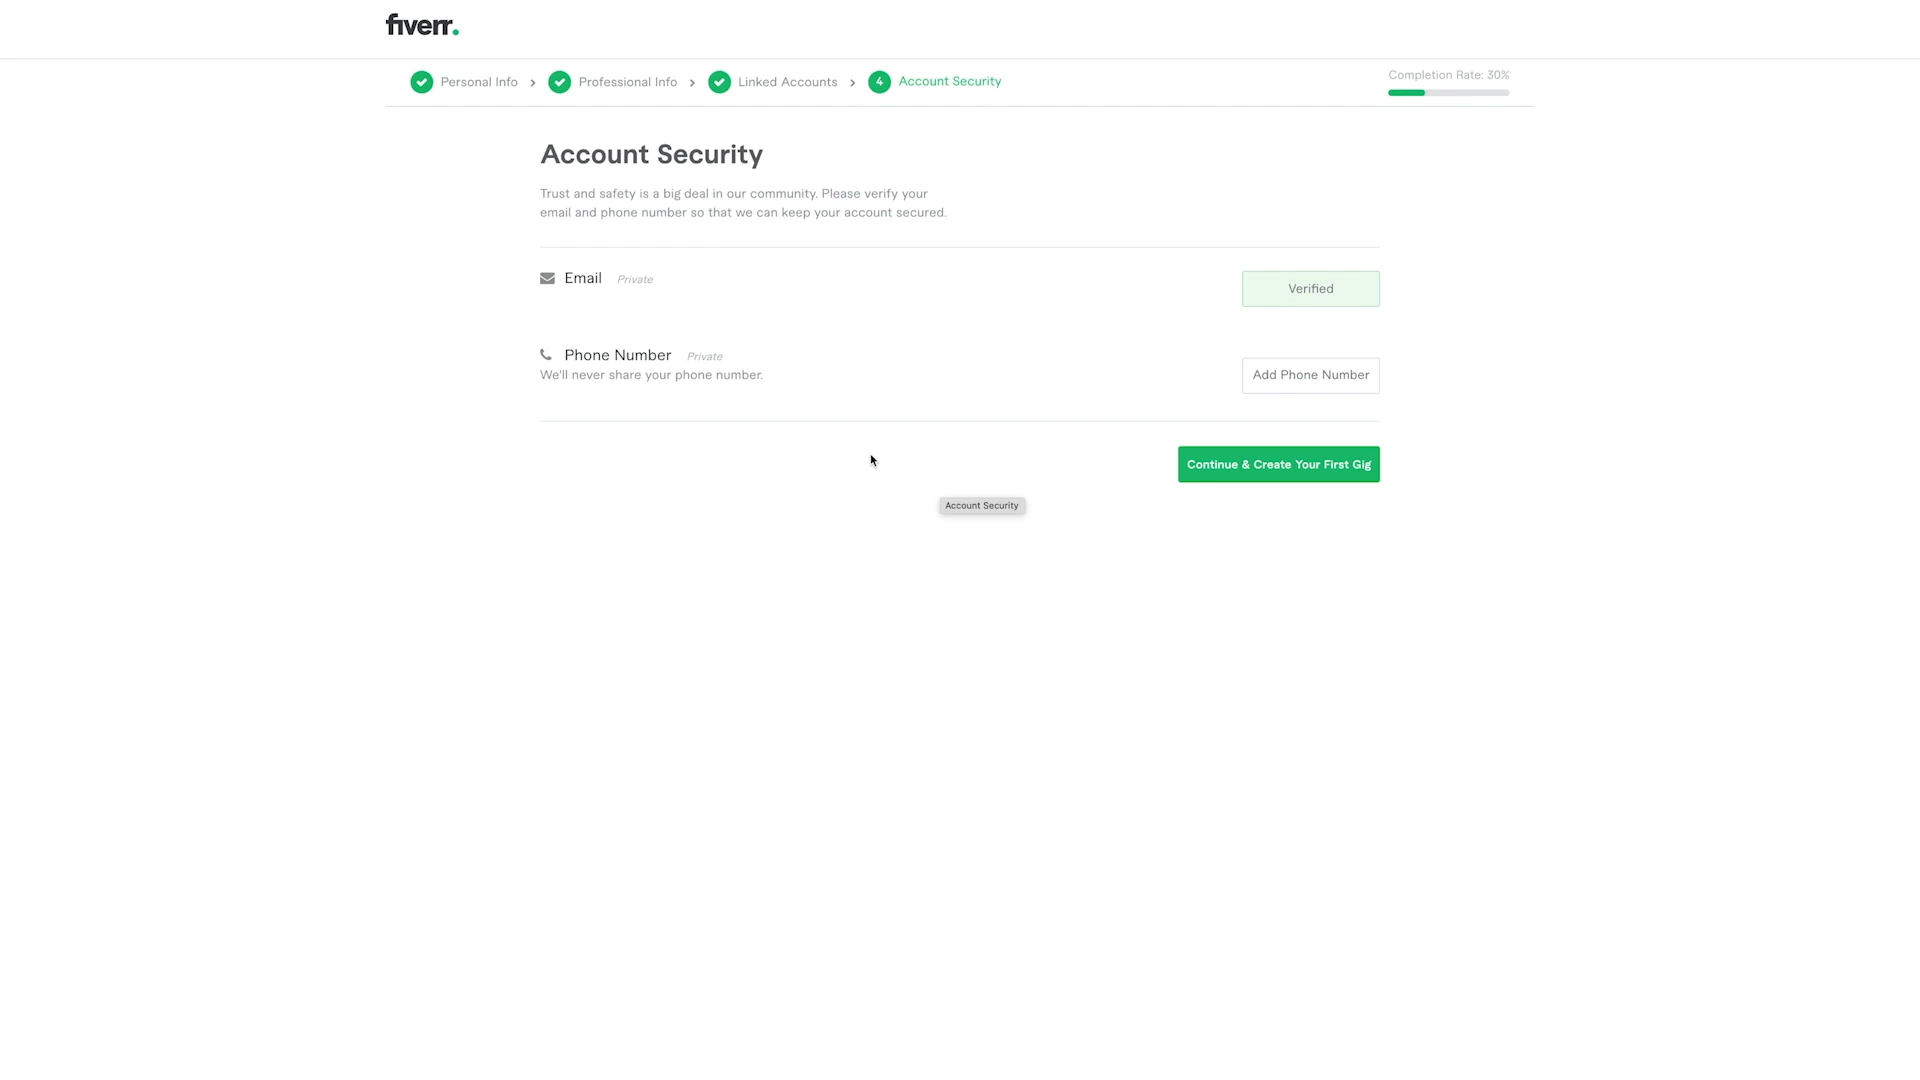 fiverr.
Personal Info
Professional Info
Linked Accounts
4 Account Security
Completion Rate: 30%
Account Security
Trust and safety is a big deal in our community. Please verify your
email and phone number so that we can keep your account secured.
Email Private
Verified
Phone Number Private
We'll never share your phone number.
Add Phone Number
Continue & Create Your First Gig
Account Security